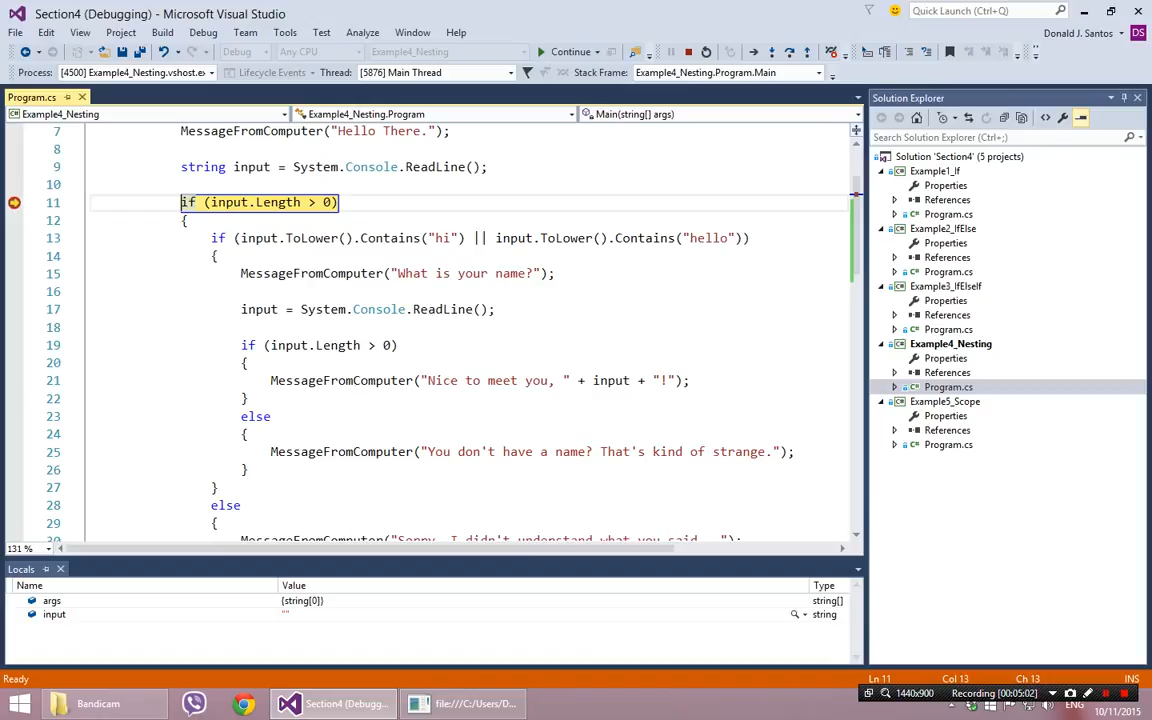 Section4 (Debugging) - Microsoft Visual Studio
Quick Launch (Ctrl+Q)
File Edit View Project Build Debug Team Tools Test Analyze Window Help
Donald J. Santos DS
Debug Any CPU Example4_Nesting Continue
Process: [4500] Example4_Nesting.vshost.ex Lifecycle Events Thread: [5876] Main Thread Stack Frame: Example4_Nesting.Program.Main
Program.cs
Example4_Nesting Example4_Nesting.Program Main(string[] args)
7 MessageFromComputer("Hello There.");
8
9 string input = System.Console.ReadLine();
10
11 if (input.Length > 0)
12 {
13 if (input.ToLower().Contains("hi") || input.ToLower().Contains("hello"))
14 {
15 MessageFromComputer("What is your name?");
16
17 input = System.Console.ReadLine();
18
19 if (input.Length > 0)
20 {
21 MessageFromComputer("Nice to meet you, " + input + "!");
22 }
23 else
24 {
25 MessageFromComputer("You don't have a name? That's kind of strange.");
26 }
27 }
28 else
29 {
30 MessageFromComputer("Sorry, I didn't understand what you said...");
131 %
Solution Explorer
Search Solution Explorer (Ctrl+;)
Solution 'Section4' (5 projects)
Example1_If
Properties
References
Program.cs
Example2_IfElse
Properties
References
Program.cs
Example3_IfElseIf
Properties
References
Program.cs
Example4_Nesting
Properties
References
Program.cs
Example5_Scope
Properties
References
Program.cs
Locals
Name Value Type
args {string[0]} string[]
input "" string
Ready Ln 11 Col 13 Ch 13 INS
Bandicam Section4 (Debugg... file:///C:/Users/D...
1440x900 Recording [00:05:02]
ENG
10/11/2015